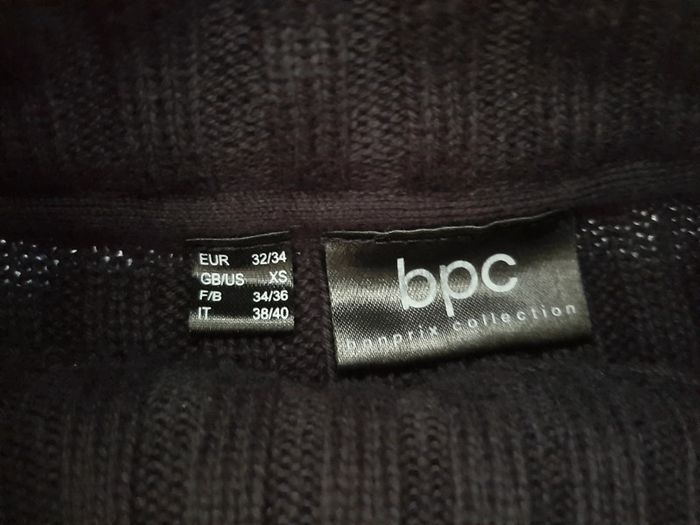 EUR 32/34
GB/US XS
F/B 34/36
IT 38/40
bpc
bonprix collection